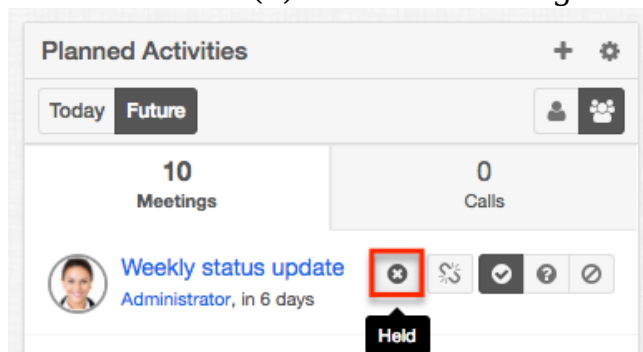 Planned Activities
Today Future
10 0
Meetings Calls
Weekly status update
Administrator, in 6 days
Held